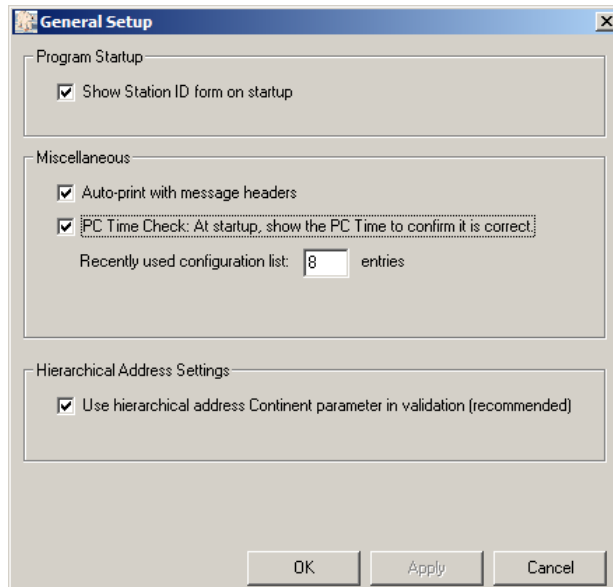 General Setup
Program Startup
Show Station ID form on startup
Miscellaneous
Auto-print with message headers
PC Time Check: At startup, show the PC Time to confirm it is correct.
Recently used configuration list: 8 entries
Hierarchical Address Settings
Use hierarchical address Continent parameter in validation (recommended)
OK Apply Cancel